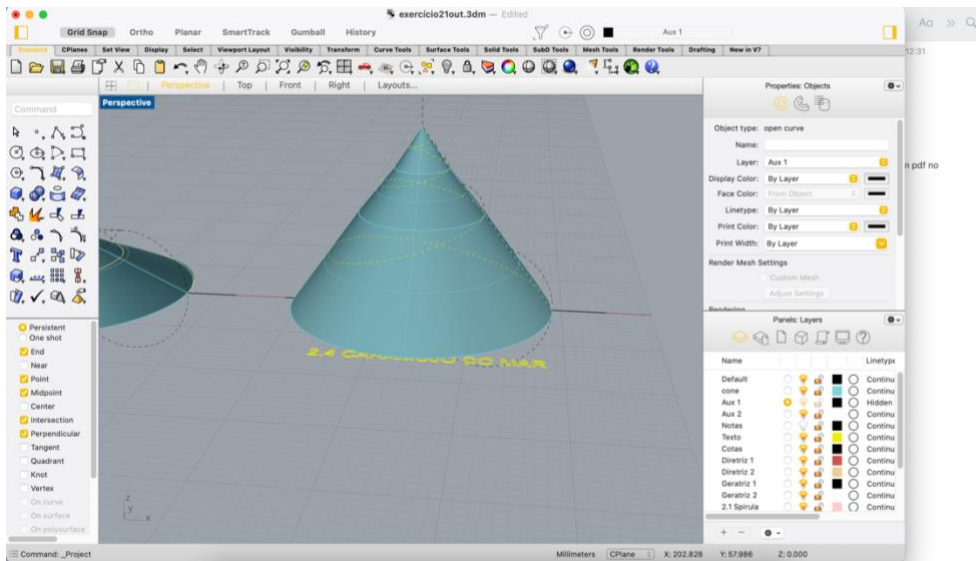 exercício21out.3dm — Edited
Grid Snap Ortho Planar SmartTrack Gumball History Aux 1
Standard CPlanes Set View Display Select Viewport Layout Visibility Transform Curve Tools Surface Tools Solid Tools SubD Tools Mesh Tools Render Tools Drafting New in V7
Perspective Top Front Right Layouts...
Command
Perspective
2.4 DO MAR
Persistent
One shot
End
Near
Point
Midpoint
Center
Intersection
Perpendicular
Tangent
Quadrant
Knot
Vertex
On curve
On surface
On polysurface
z
y
x
Properties: Objects
Object type: open curve
Name:
Layer: Aux 1
Display Color: By Layer
Face Color: From Object
Linetype: By Layer
Print Color: By Layer
Print Width: By Layer
Render Mesh Settings
Custom Mesh
Adjust Settings
Rendering
Panels: Layers
Name Linetype
Default Continu
cone Continu
Aux 1 Hidden
Aux 2 Continu
Notas Continu
Texto Continu
Cotas Continu
Diretriz 1 Continu
Diretriz 2 Continu
Geratriz 1 Continu
Geratriz 2 Continu
2.1 Spirula Continu
Command: _Project
Millimeters CPlane X: 202.828 Y: 57.986 Z: 0.000
Aa
12:31
n pdf no